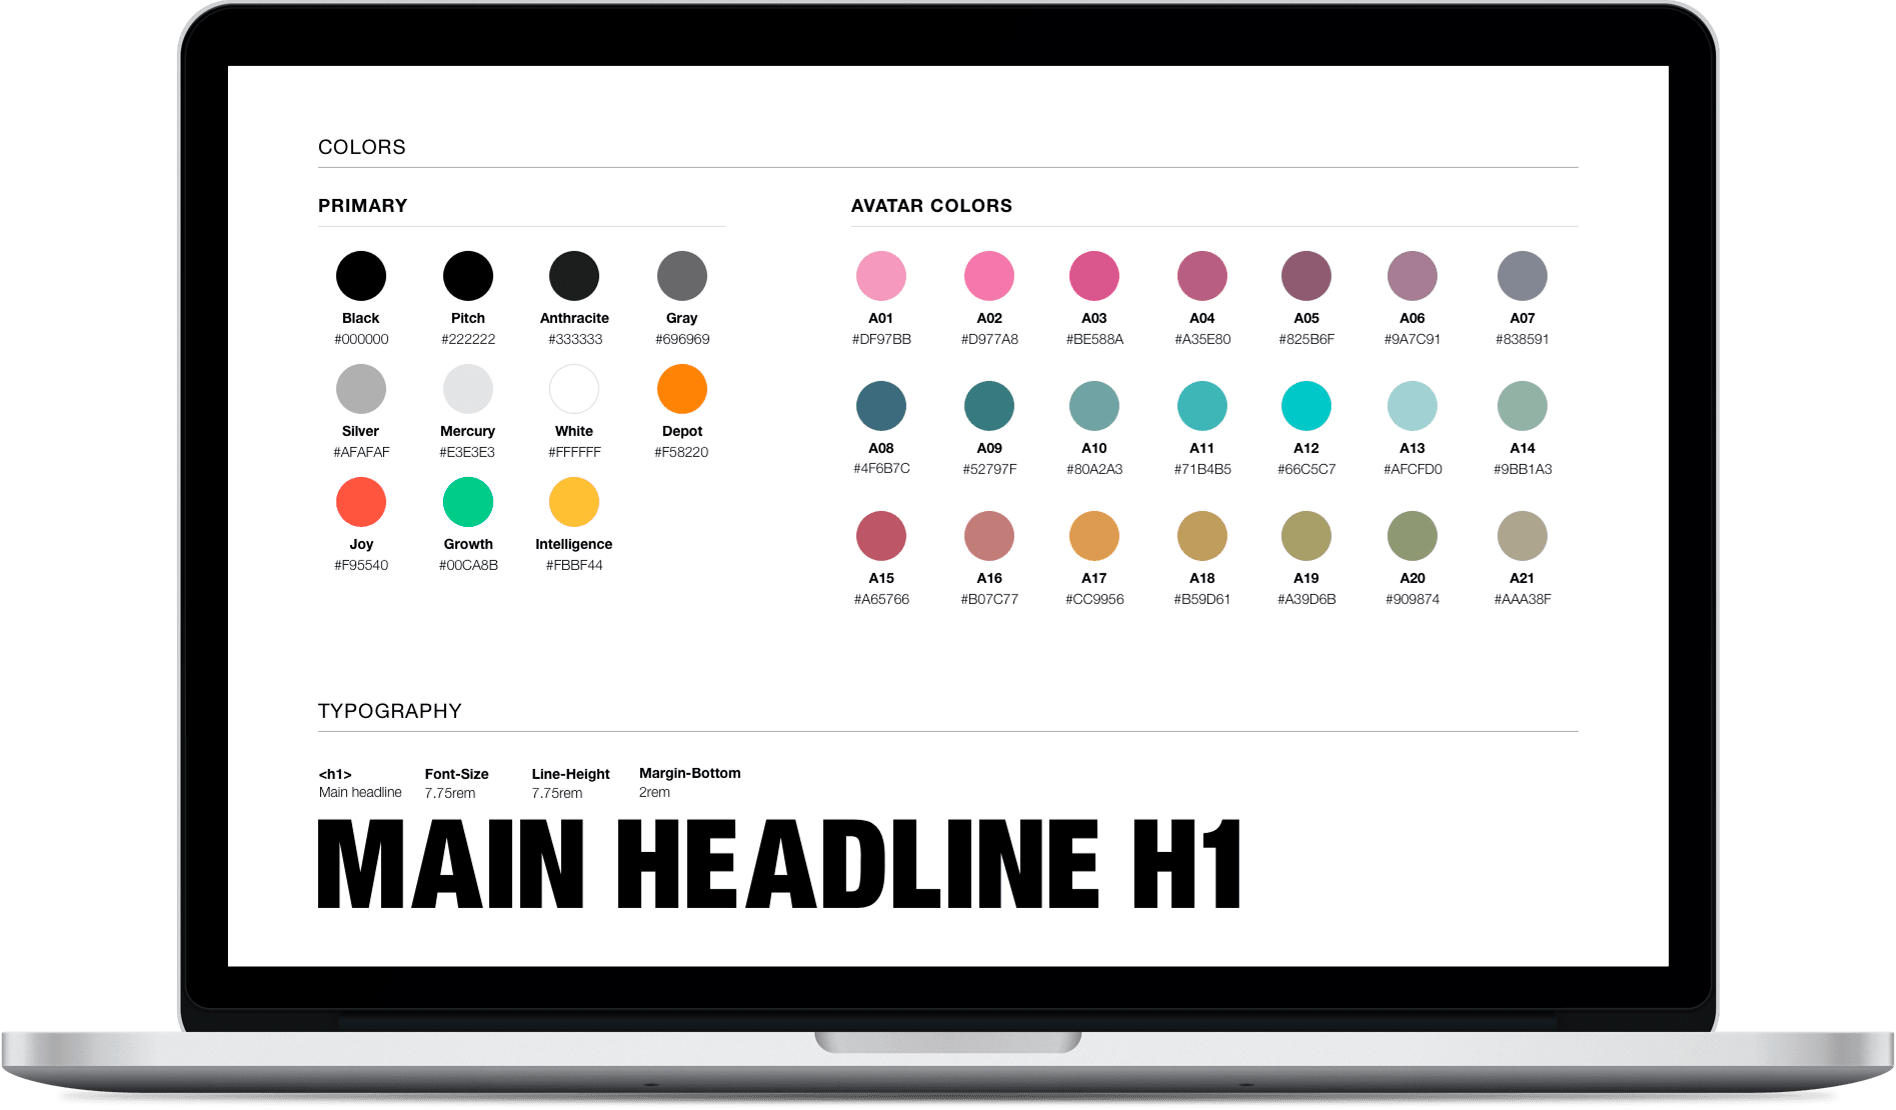 COLORS
PRIMARY
Black Pitch Anthracite Gray
#000000 #222222 #333333 #696969
Silver Mercury White Depot
#AFAFAF #E3E3E3 #FFFFFF #F58220
Joy Growth Intelligence
#F95540 #00CA8B #FBBF44
AVATAR COLORS
A01 A02 A03 A04 A05 A06 A07
#DF97BB #D977A8 #BE588A #A35E80 #825B6F #9A7C91 #838591
A08 A09 A10 A11 A12 A13 A14
#4F6B7C #52797F #80A2A3 #71B4B5 #66C5C7 #AFCFD0 #9BB1A3
A15 A16 A17 A18 A19 A20 A21
#A65766 #B07C77 #CC9956 #B59D61 #A39D6B #909874 #AAA38F
TYPOGRAPHY
<h1> Font-Size Line-Height Margin-Bottom
Main headline 7.75rem 7.75rem 2rem
MAIN HEADLINE H1